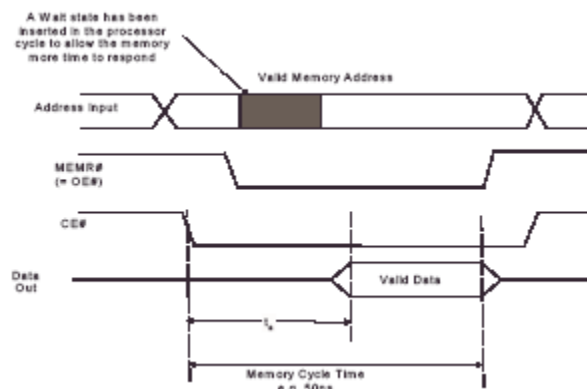 A Wait state has been
inserted in the processor
cycle to allow the memory
more time to respond
Valid Memory Address
Address Input
MEMR#
(= OE#)
CE#
Data
Out
Valid Data
Memory Cycle Time
e.g. 50ns